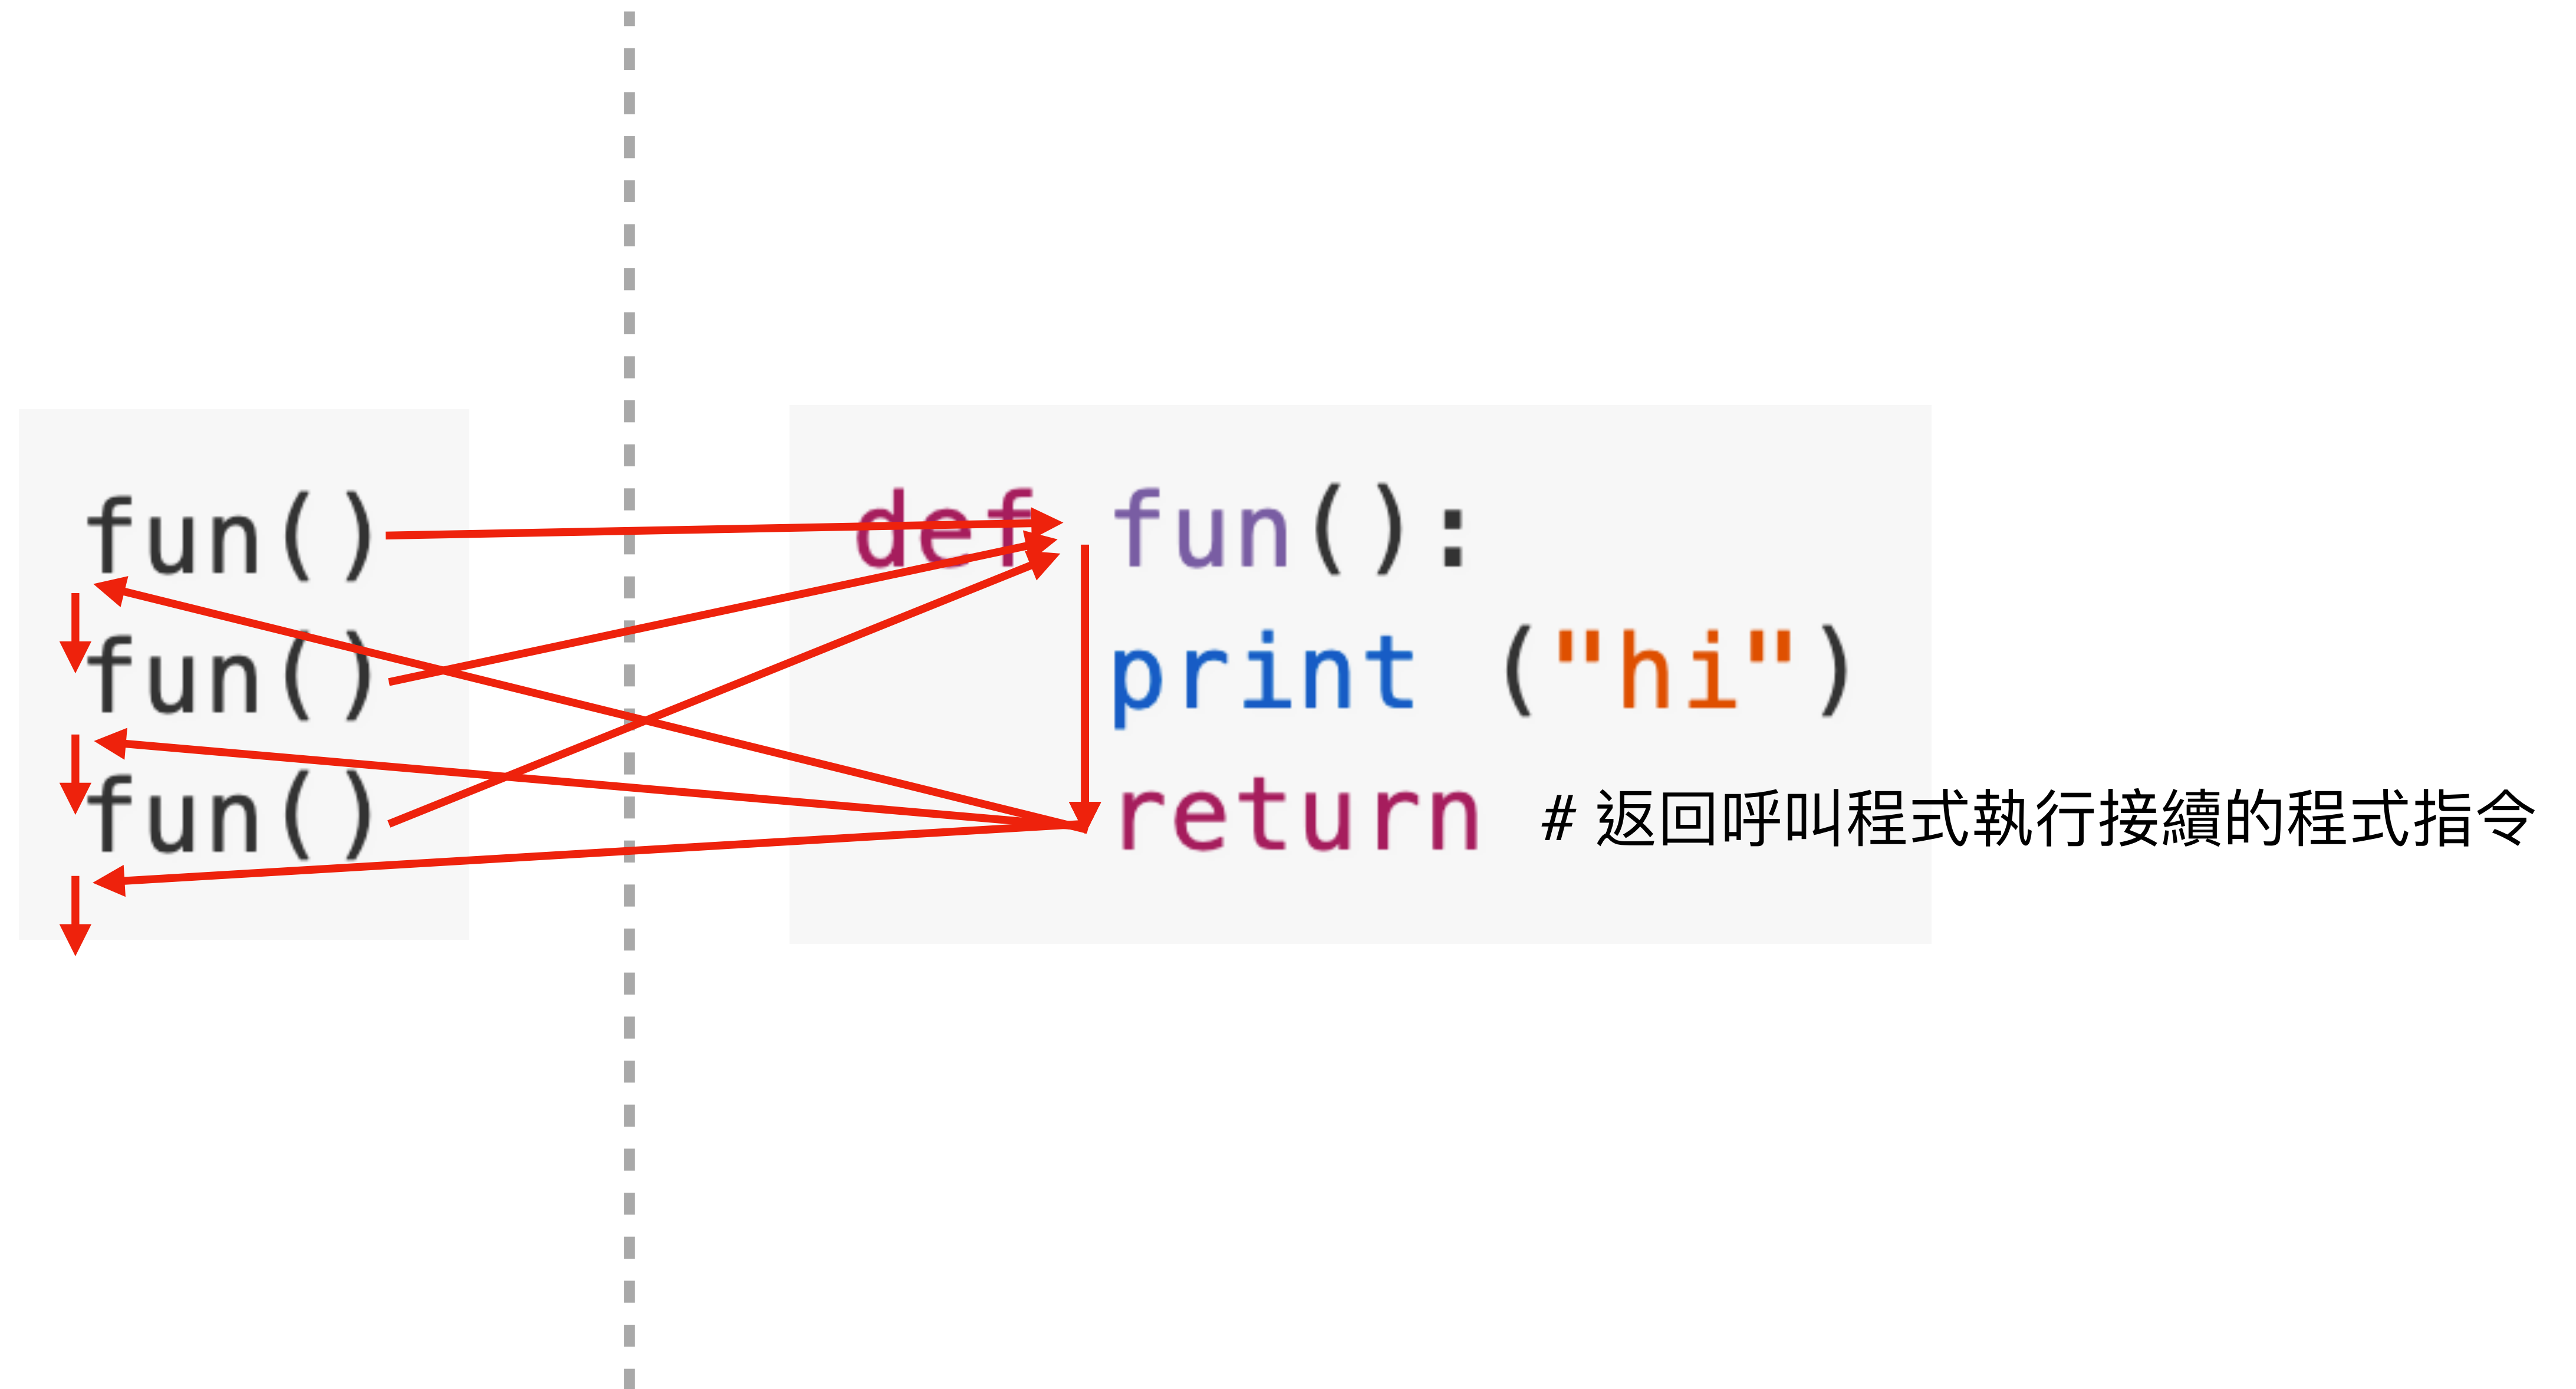 fun()
fun()
fun()
def fun():
print ("hi")
return # 返回呼叫程式執行接續的程式指令